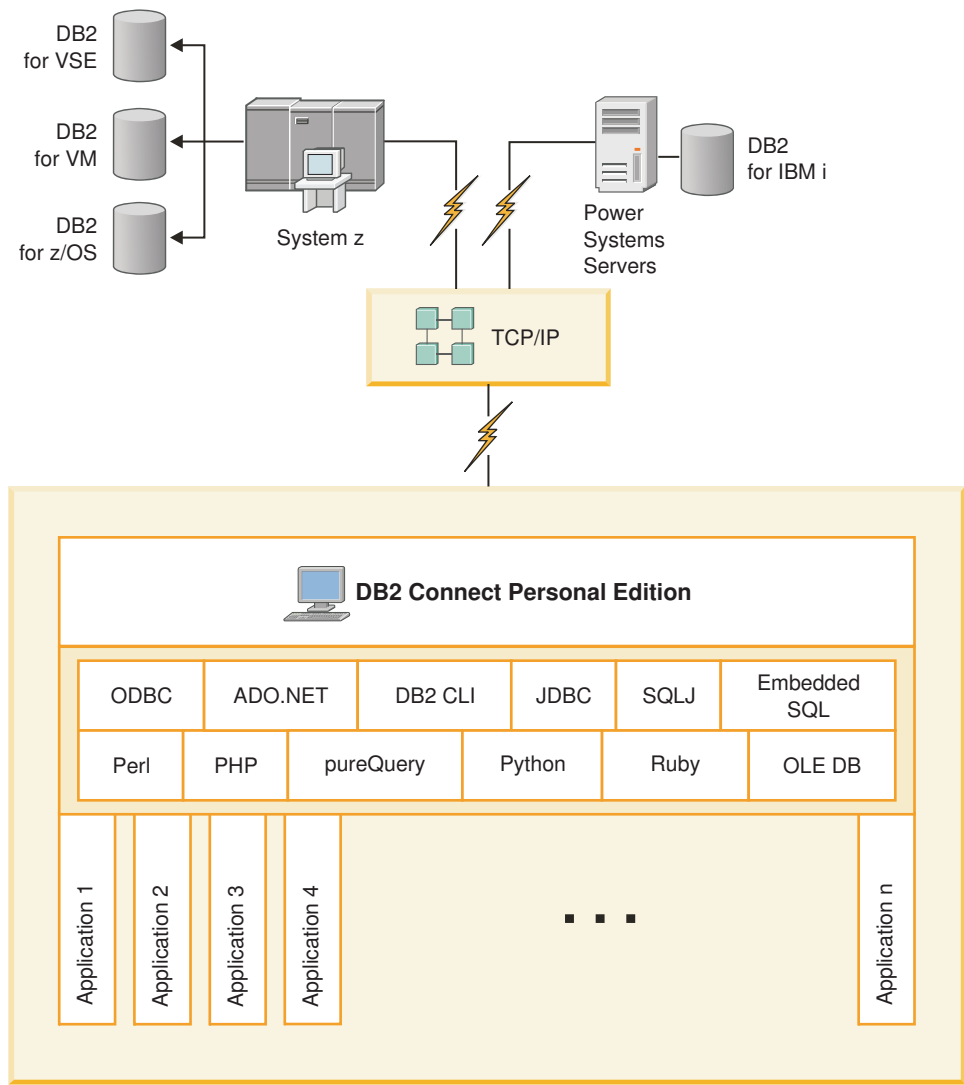 DB2
for VSE
DB2
for VM
DB2
for z/OS
System z
Power
Systems
Servers
DB2
for IBM i
TCP/IP
DB2 Connect Personal Edition
ODBC
ADO.NET
DB2 CLI
JDBC
SQLJ
Embedded
SQL
Perl
PHP
pureQuery
Python
Ruby
OLE DB
Application 1
Application 2
Application 3
Application 4
. . .
Application n